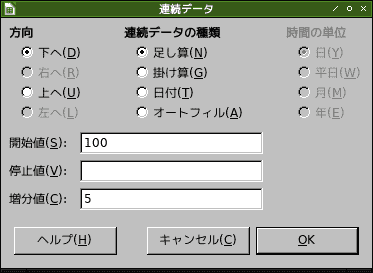 連続データ
方向
連続データの種類
時間の単位
下へ(D)
足し算(N)
日(Y)
右へ(R)
掛け算(G)
平日(W)
上へ(U)
日付(T)
月(M)
左へ(L)
オートフィル(A)
年(E)
開始値(S): 100
停止値(V):
増分値(C): 5
ヘルプ(H)
キャンセル(C)
OK